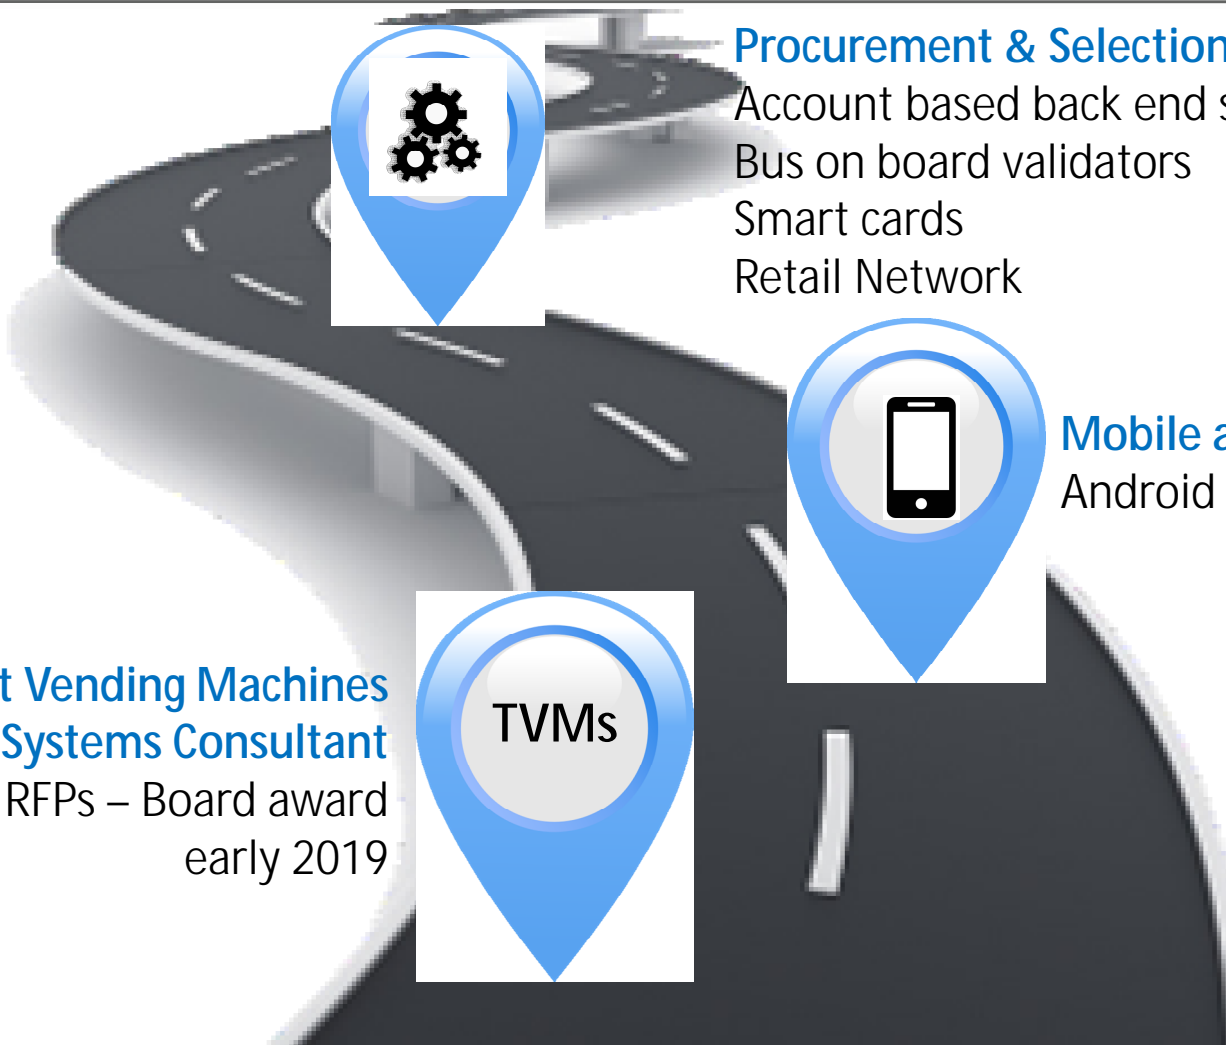 Procurement & Selection
Account based back end
Bus on board validators
Smart cards
Retail Network
Mobile
Android
Vending Machines
Systems Consultant
RFPs – Board award
early 2019
TVMs